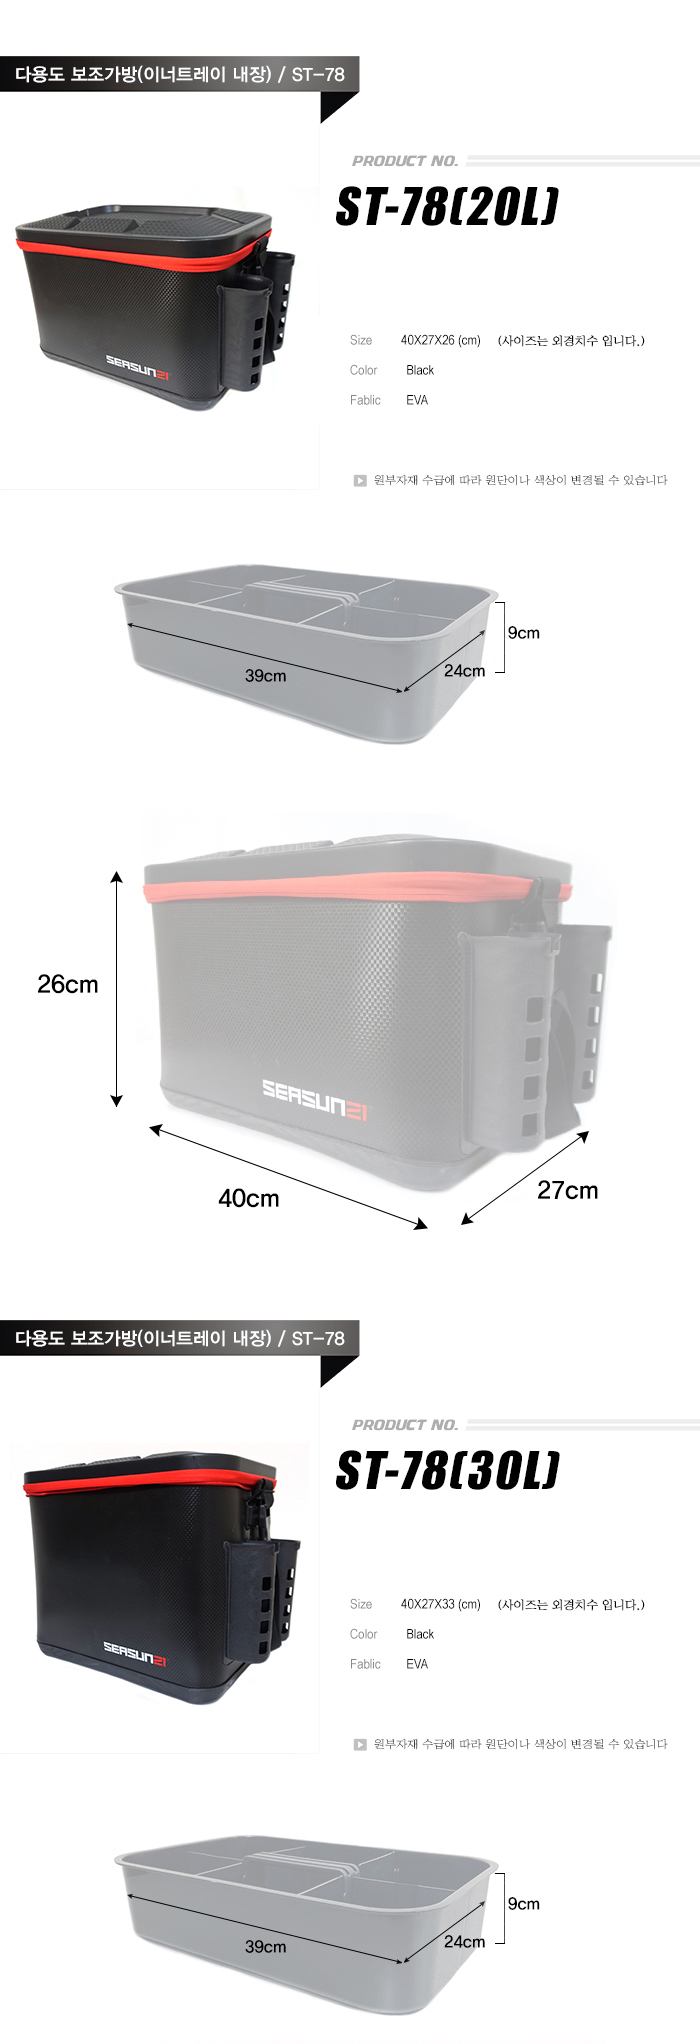 다용도 보조가방(이너트레이 내장) / ST-78
PRODUCT NO.
ST-78(20L)
SEASUN21
Size 40X27X26 (cm) (사이즈는 외경치수 입니다.)
Color Black
Fablic EVA
원부자재 수급에 따라 원단이나 색상이 변경될 수 있습니다
9cm
24cm
39cm
26cm
SEASUN21
40cm
27cm
다용도 보조가방(이너트레이 내장) / ST-78
PRODUCT NO.
ST-78(30L)
SEASUN21
Size 40X27X33 (cm) (사이즈는 외경치수 입니다.)
Color Black
Fablic EVA
원부자재 수급에 따라 원단이나 색상이 변경될 수 있습니다
9cm
24cm
39cm